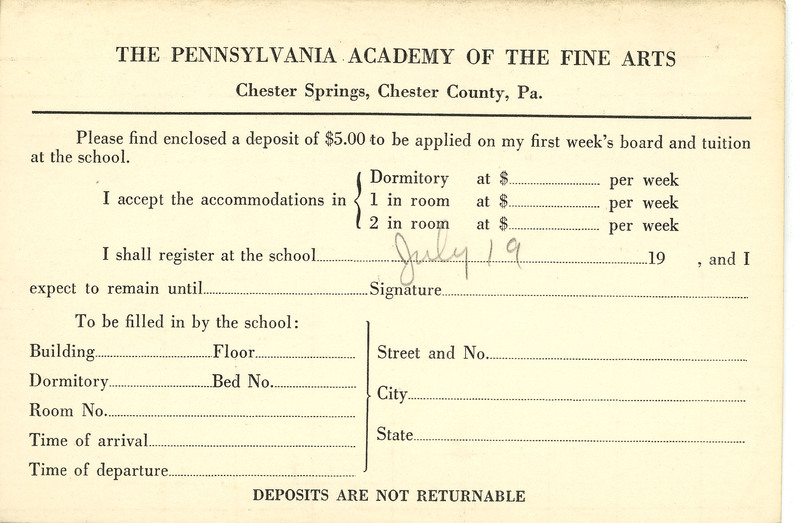 THE PENNSYLVANIA ACADEMY OF THE FINE ARTS
Chester Springs, Chester County, Pa.
Please find enclosed a deposit of $5.00 to be applied on my first week's board and tuition
at the school.
I accept the accommodations in { Dormitory at $.................... per week
1 in room at $.................... per week
2 in room at $.................... per week
I shall register at the school..........July 19..........19 , and I
expect to remain until....................Signature....................
To be filled in by the school:
Building....................Floor....................
Dormitory....................Bed No.....................
Room No.....................
Time of arrival....................
Time of departure....................
Street and No.....................
City....................
State....................
DEPOSITS ARE NOT RETURNABLE